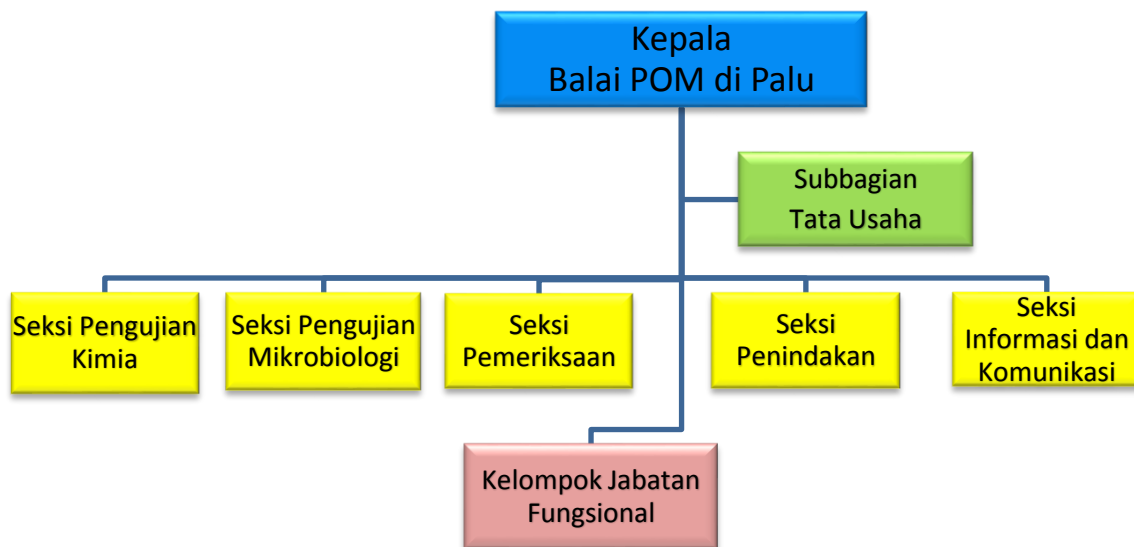 Kepala
Balai POM di Palu
Subbagian
Tata Usaha
Seksi Pengujian
Kimia
Seksi Pengujian
Mikrobiologi
Seksi
Pemeriksaan
Seksi
Penindakan
Seksi
Informasi dan
Komunikasi
Kelompok Jabatan
Fungsional